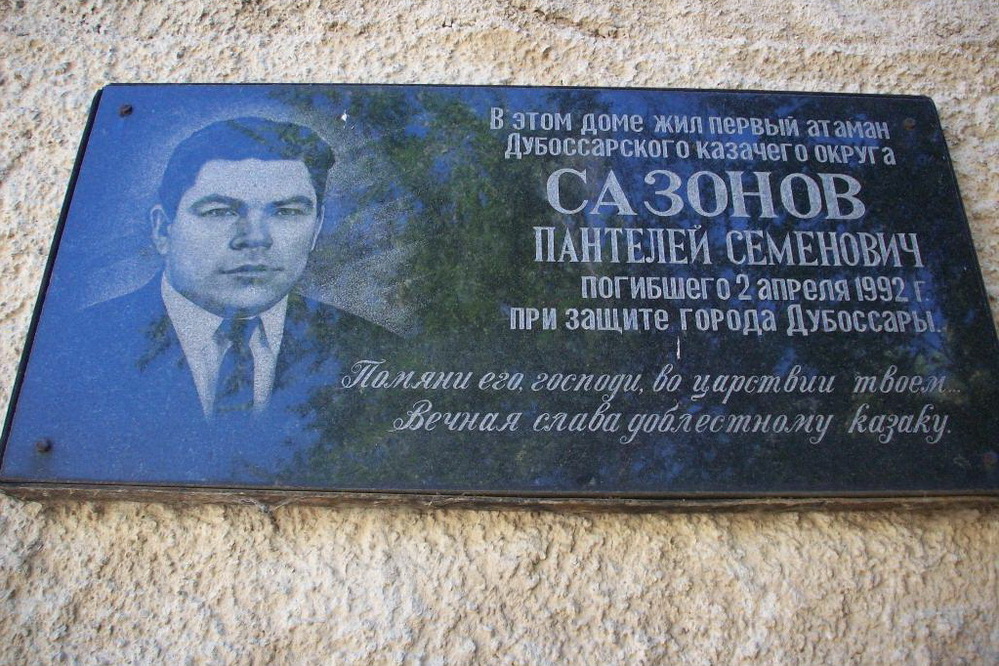 В этом доме жил первый атаман
Дубоссарского казачего округа
САЗОНОВ
ПАНТЕЛЕЙ СЕМЕНОВИЧ
погибшего 2 апреля 1992 г.
при защите города Дубоссары.
Помяни его, господи, во царствии твоем...
Вечная слава доблестному казаку.